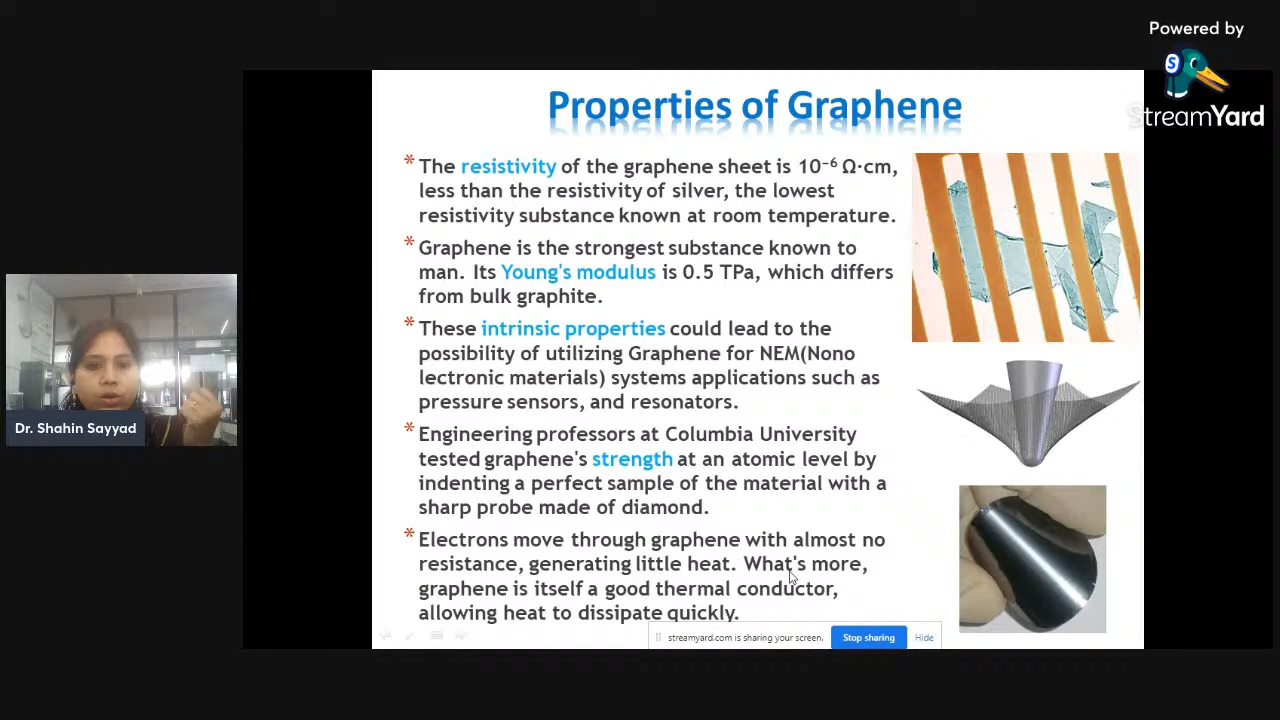 Powered by
StreamYard
Properties of Graphene
* The resistivity of the graphene sheet is 10⁻⁶ Ω·cm,
less than the resistivity of silver, the lowest
resistivity substance known at room temperature.
* Graphene is the strongest substance known to
man. Its Young's modulus is 0.5 TPa, which differs
from bulk graphite.
* These intrinsic properties could lead to the
possibility of utilizing Graphene for NEM(Nono
lectronic materials) systems applications such as
pressure sensors, and resonators.
* Engineering professors at Columbia University
tested graphene's strength at an atomic level by
indenting a perfect sample of the material with a
sharp probe made of diamond.
* Electrons move through graphene with almost no
resistance, generating little heat. What's more,
graphene is itself a good thermal conductor,
allowing heat to dissipate quickly.
Dr. Shahin Sayyad
streamyard.com is sharing your screen.
Stop sharing
Hide